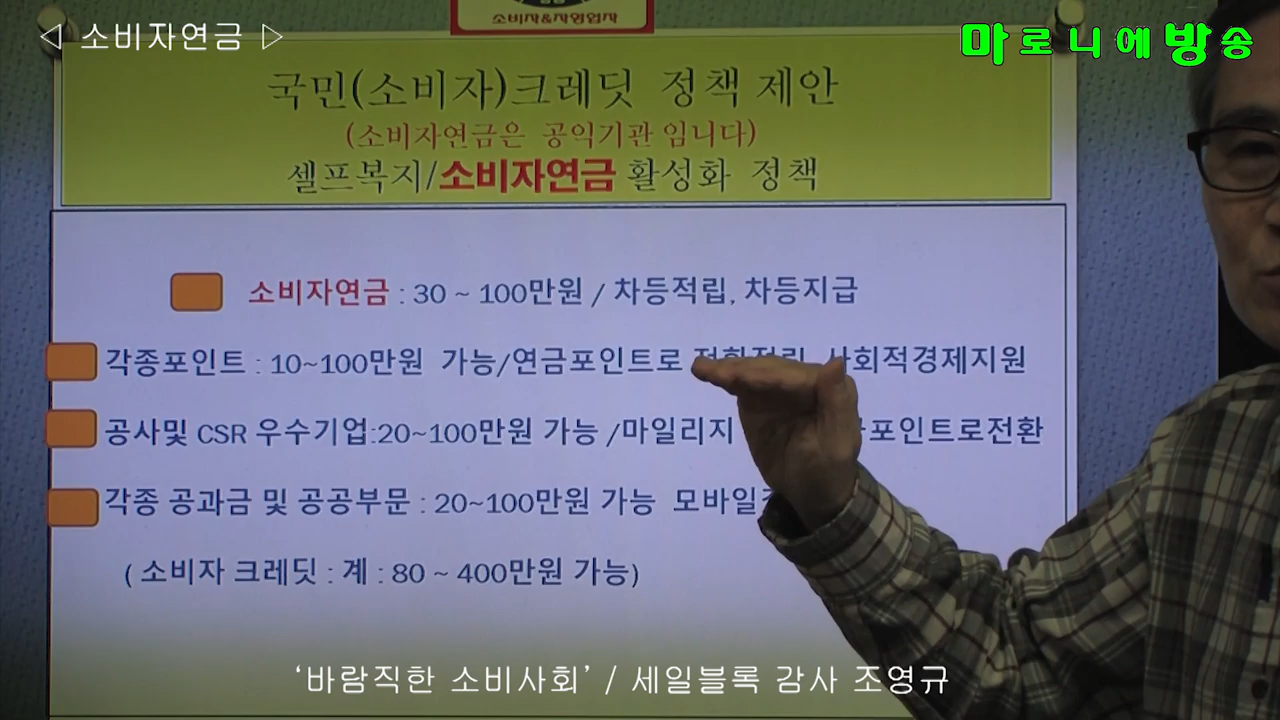 소비자&자영업자
◁ 소비자연금 ▷
마로니에방송
국민(소비자)크레딧 정책 제안
(소비자연금은 공익기관 입니다)
셀프복지/소비자연금 활성화 정책
소비자연금 : 30 ~ 100만원 / 차등적립, 차등지급
각종포인트 : 10~100만원 가능/연금포인트로 사회적경제지원
공사및 CSR 우수기업:20~100만원 가능 /마일리지 포인트로전환
각종 공과금 및 공공부문 : 20~100만원 가능 모바일
( 소비자 크레딧 : 계 : 80 ~ 400만원 가능)
‘바람직한 소비사회’ / 세일블록 감사 조영규